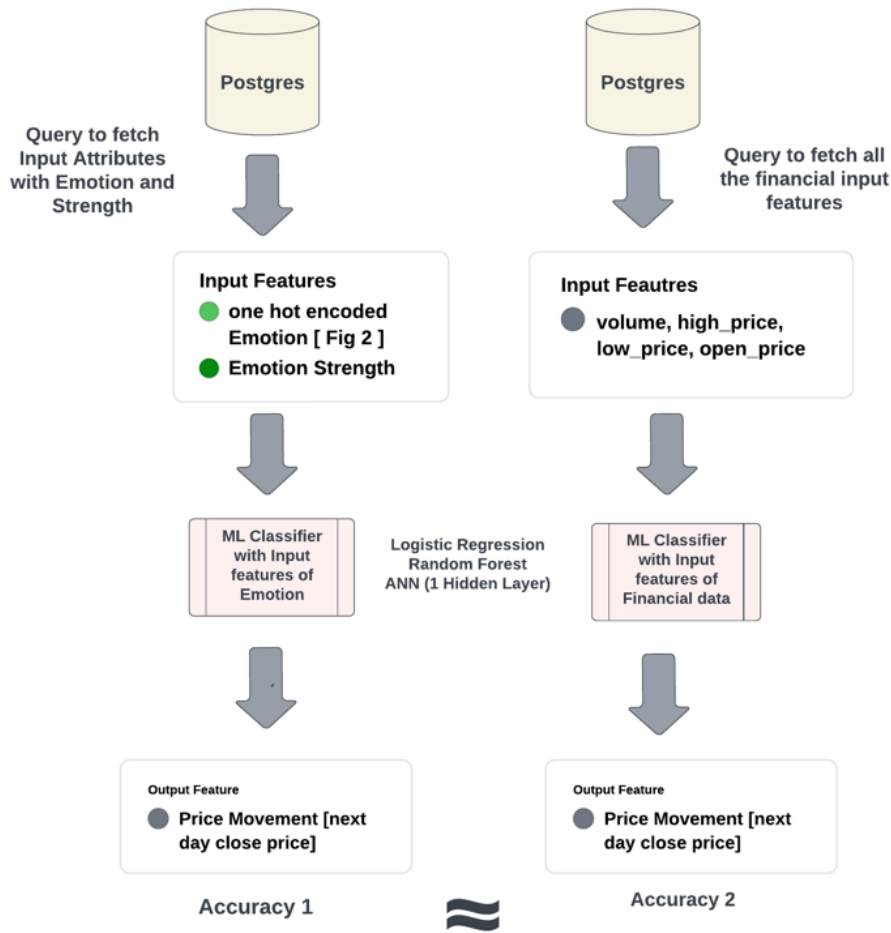 Postgres
Postgres
Query to fetch
Input Attributes
with Emotion and
Strength
Query to fetch all
the financial input
features
Input Features
one hot encoded
Emotion [ Fig 2 ]
Emotion Strength
Input Feautres
volume, high_price,
low_price, open_price
ML Classifier
with Input
features of
Emotion
Logistic Regression
Random Forest
ANN (1 Hidden Layer)
ML Classifier
with Input
features of
Financial data
Output Feature
Price Movement [next
day close price]
Output Feature
Price Movement [next
day close price]
Accuracy 1
≈
Accuracy 2